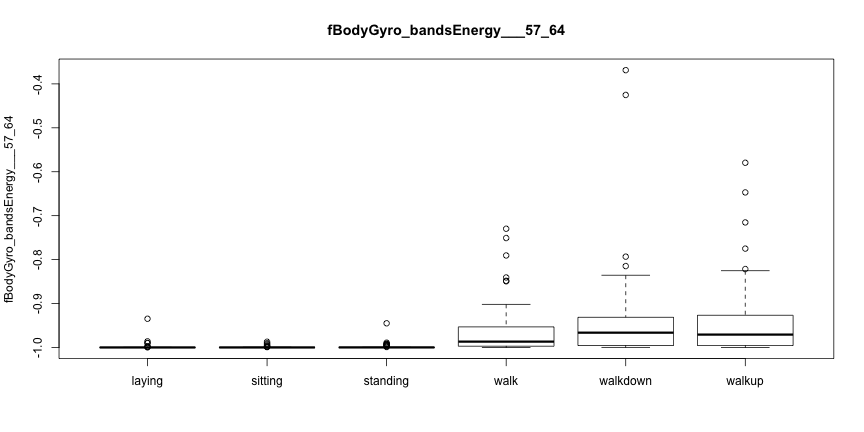 fBodyGyro_bandsEnergy___57_64
fBodyGyro_bandsEnergy___57_64
-0.4
-0.5
-0.6
-0.7
-0.8
-0.9
-1.0
laying sitting standing walk walkdown walkup